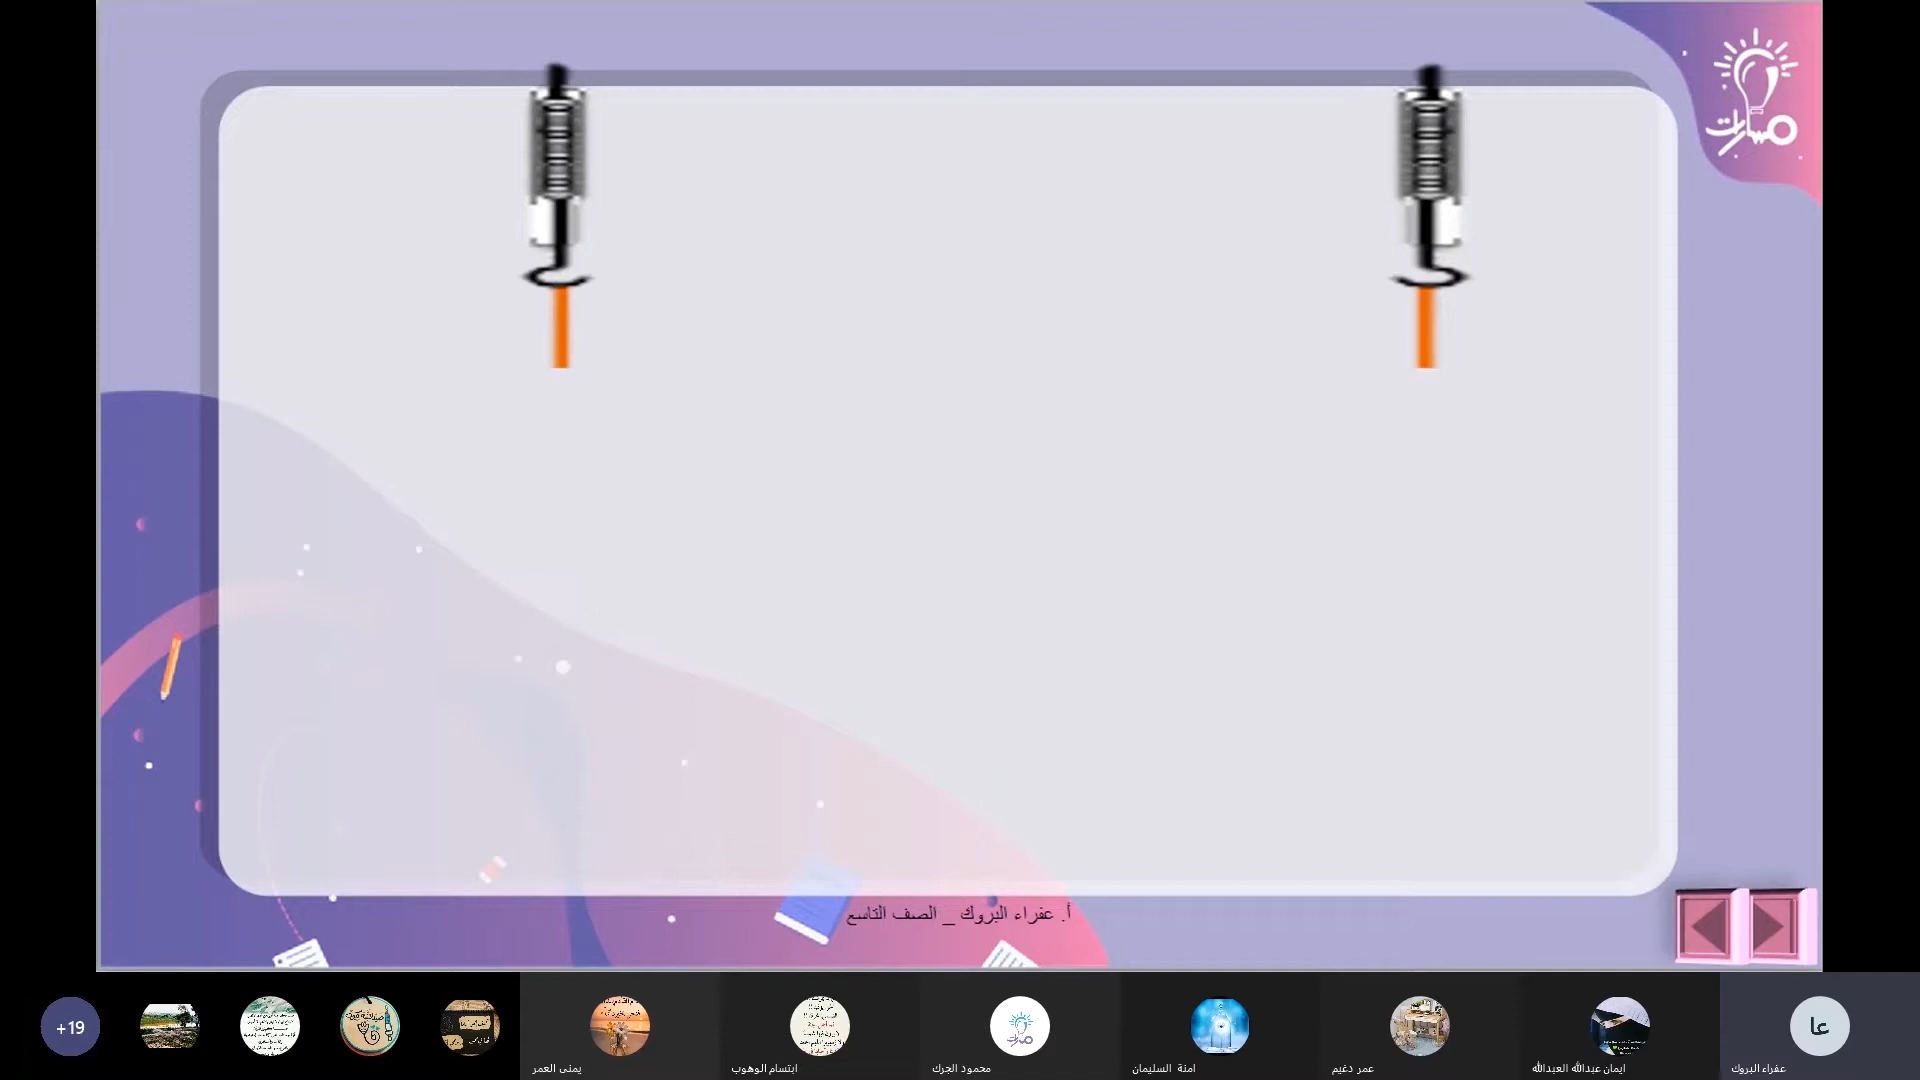 مسارات
أ. عفراء البروك _ الصف التاسع
+19
يمنى العمر
ابتسام الوهوب
محمود الجرك
امنة السليمان
عمر دغيم
ايمان عبدالله العبدالله
عا
عفراء البروك